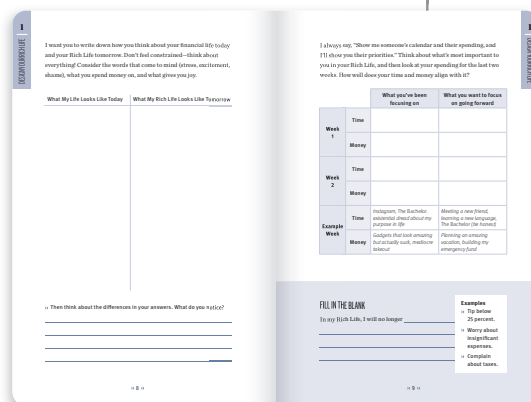 1
DESIGN YOUR RICH LIFE
I want you to write down how you think about your financial life today
and your Rich Life tomorrow. Don't feel constrained—think about
everything! Consider the words that come to mind (stress, excitement,
shame), what you spend money on, and what gives you joy.
What My Life Looks Like Today
What My Rich Life Looks Like Tomorrow
» Then think about the differences in your answers. What do you notice?
» 8 «
I always say, "Show me someone's calendar and their spending, and
I'll show you their priorities." Think about what's most important to
you in your Rich Life, and then look at your spending for the last two
weeks. How well does your time and money align with it?
What you've been
focusing on
What you want to focus
on going forward
Week
1
Time
Money
Week
2
Time
Money
Example
Week
Time
Instagram, The Bachelor,
existential dread about my
purpose in life
Meeting a new friend,
learning a new language,
The Bachelor (be honest)
Money
Gadgets that look amazing
but actually suck, mediocre
takeout
Planning an amazing
vacation, building my
emergency fund
FILL IN THE BLANK
In my Rich Life, I will no longer
Examples
» Tip below
25 percent.
» Worry about
insignificant
expenses.
» Complain
about taxes.
» 9 «